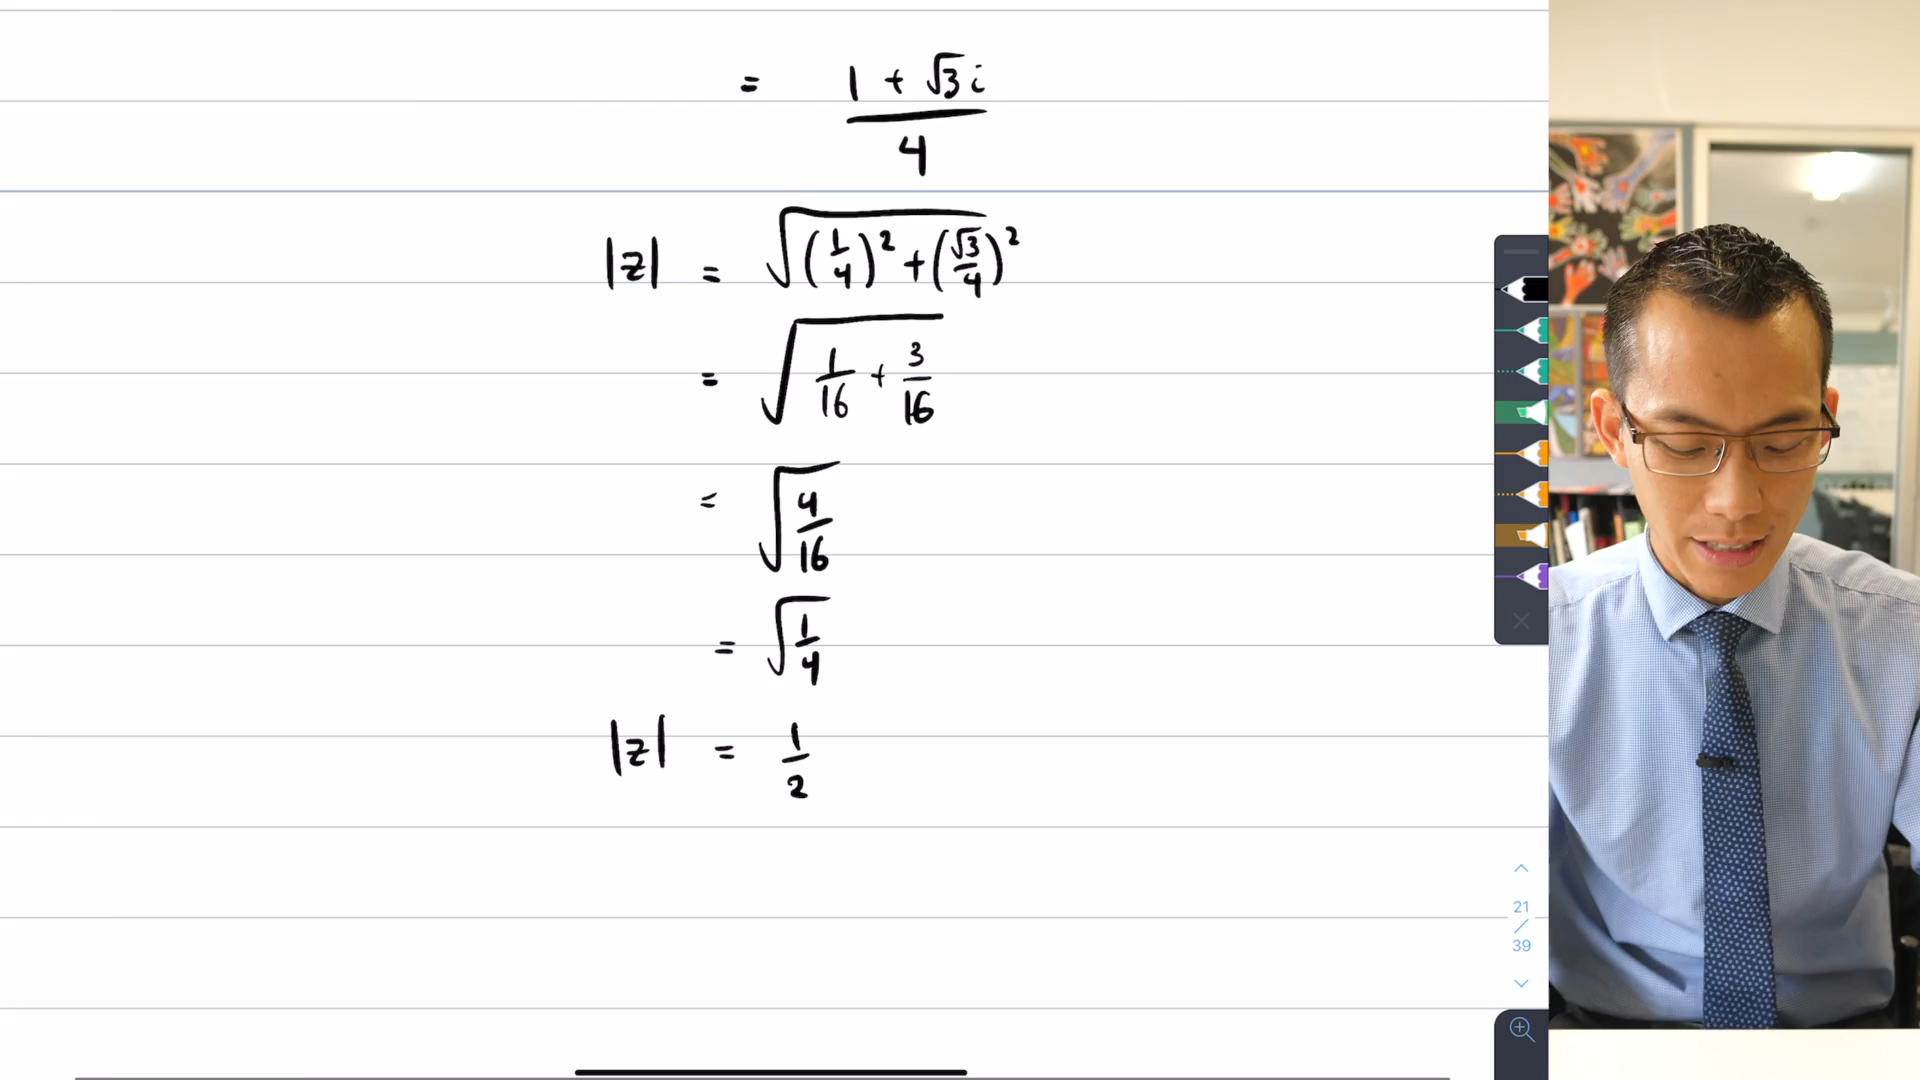 = (1 + √3 i)/4
|z| = √((1/4)² + (√3/4)²)
= √(1/16 + 3/16)
= √(4/16)
= √(1/4)
|z| = 1/2
21
/
39